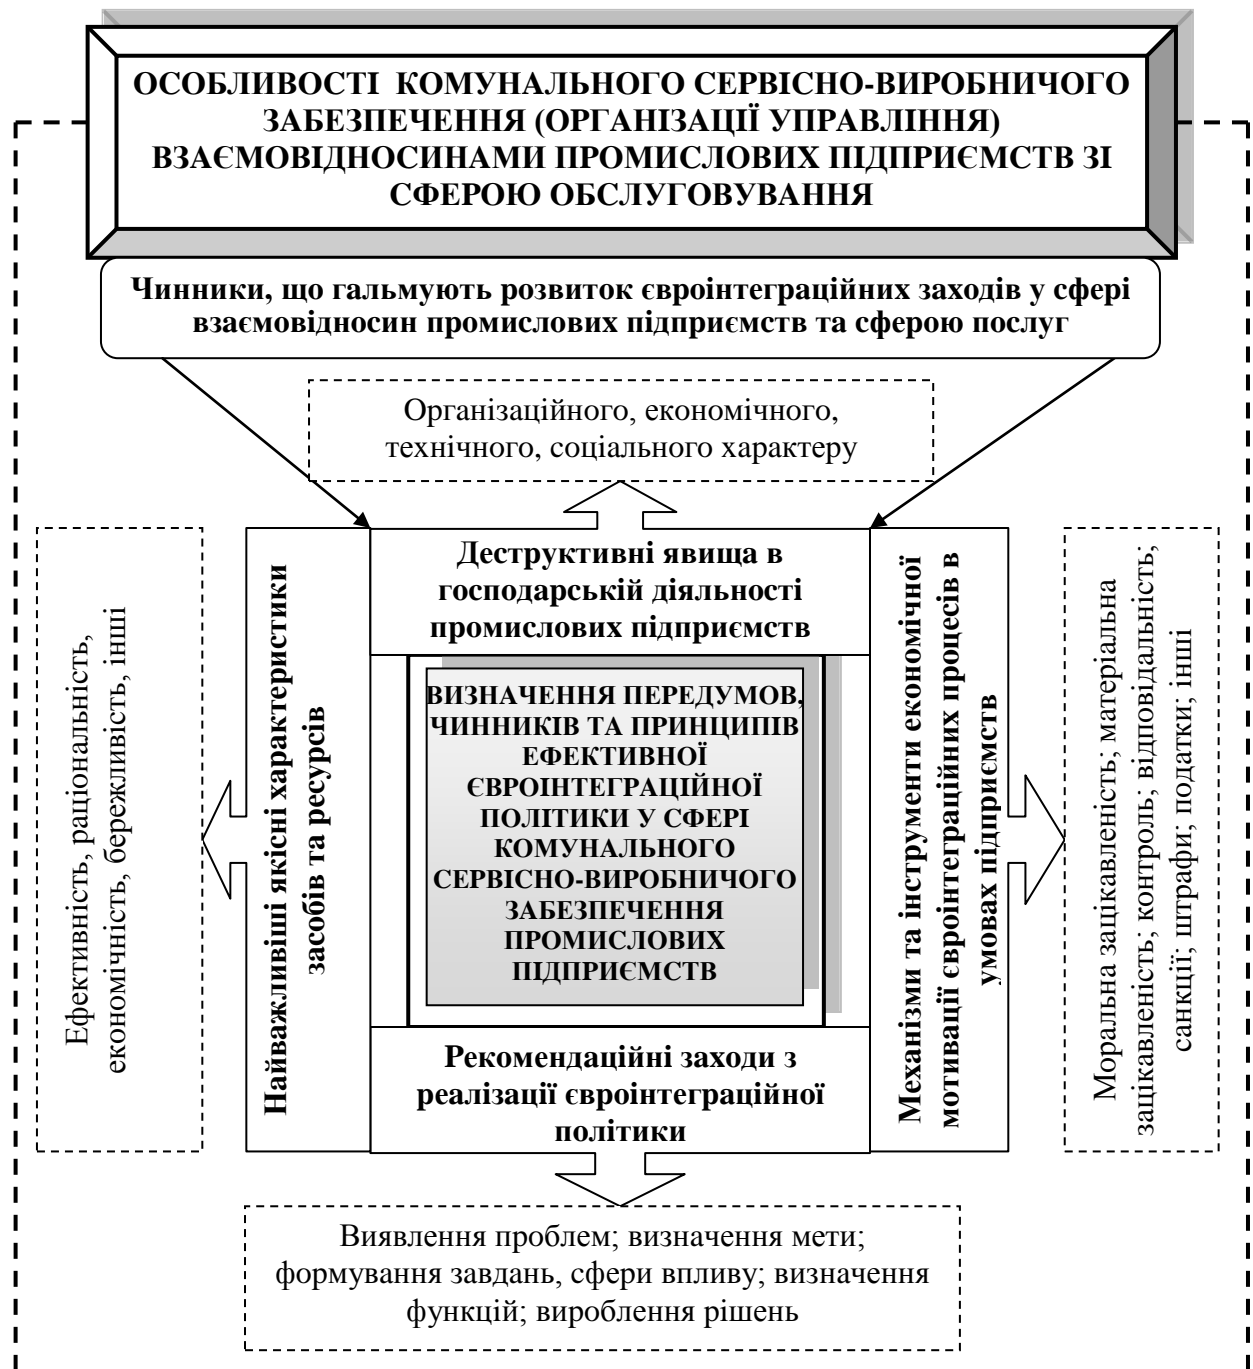 ОСОБЛИВОСТІ КОМУНАЛЬНОГО СЕРВІСНО-ВИРОБНИЧОГО
ЗАБЕЗПЕЧЕННЯ (ОРГАНІЗАЦІЇ УПРАВЛІННЯ)
ВЗАЄМОВІДНОСИНАМИ ПРОМИСЛОВИХ ПІДПРИЄМСТВ ЗІ
СФЕРОЮ ОБСЛУГОВУВАННЯ
Чинники, що гальмують розвиток євроінтеграційних заходів у сфері
взаємовідносин промислових підприємств та сферою послуг
Організаційного, економічного,
технічного, соціального характеру
Ефективність, раціональність,
економічність, бережливість, інші
Найважливіші якісні характеристики
засобів та ресурсів
Деструктивні явища в
господарській діяльності
промислових підприємств
ВИЗНАЧЕННЯ ПЕРЕДУМОВ,
ЧИННИКІВ ТА ПРИНЦИПІВ
ЕФЕКТИВНОЇ
ЄВРОІНТЕГРАЦІЙНОЇ
ПОЛІТИКИ У СФЕРІ
КОМУНАЛЬНОГО
СЕРВІСНО-ВИРОБНИЧОГО
ЗАБЕЗПЕЧЕННЯ
ПРОМИСЛОВИХ
ПІДПРИЄМСТВ
Рекомендаційні заходи з
реалізації євроінтеграційної
політики
Механізми та інструменти економічної
мотивації євроінтеграційних процесів в
умовах підприємств
Моральна зацікавленість, матеріальна
зацікавленість; контроль; відповідальність;
санкції; штрафи; податки; інші
Виявлення проблем; визначення мети;
формування завдань, сфери впливу; визначення
функцій; вироблення рішень